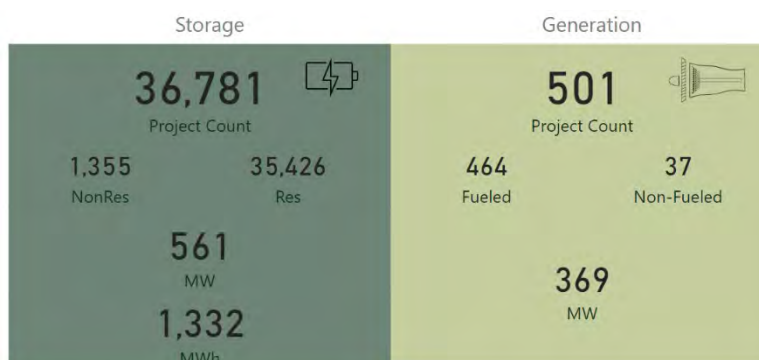 Storage
36,781
Project Count
1,355 35,426
NonRes Res
561
MW
1,332
MWh
Generation
501
Project Count
464 37
Fueled Non-Fueled
369
MW